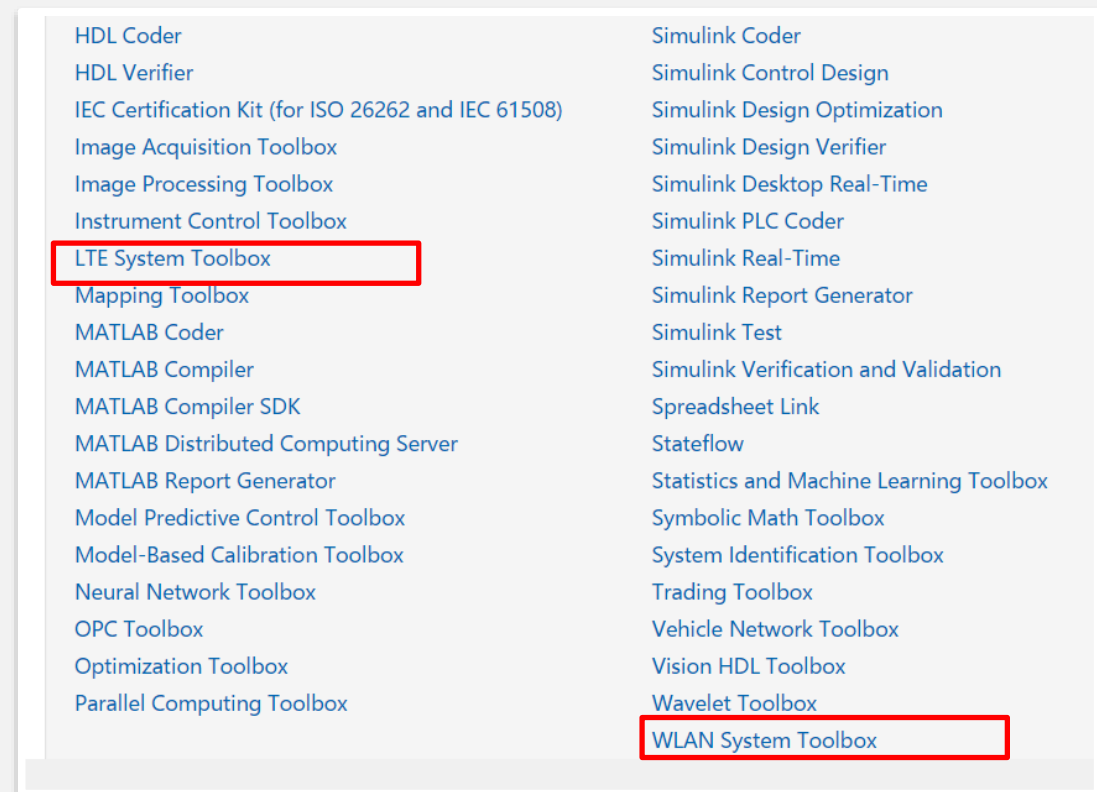 HDL Coder
HDL Verifier
IEC Certification Kit (for ISO 26262 and IEC 61508)
Image Acquisition Toolbox
Image Processing Toolbox
Instrument Control Toolbox
LTE System Toolbox
Mapping Toolbox
MATLAB Coder
MATLAB Compiler
MATLAB Compiler SDK
MATLAB Distributed Computing Server
MATLAB Report Generator
Model Predictive Control Toolbox
Model-Based Calibration Toolbox
Neural Network Toolbox
OPC Toolbox
Optimization Toolbox
Parallel Computing Toolbox
Simulink Coder
Simulink Control Design
Simulink Design Optimization
Simulink Design Verifier
Simulink Desktop Real-Time
Simulink PLC Coder
Simulink Real-Time
Simulink Report Generator
Simulink Test
Simulink Verification and Validation
Spreadsheet Link
Stateflow
Statistics and Machine Learning Toolbox
Symbolic Math Toolbox
System Identification Toolbox
Trading Toolbox
Vehicle Network Toolbox
Vision HDL Toolbox
Wavelet Toolbox
WLAN System Toolbox